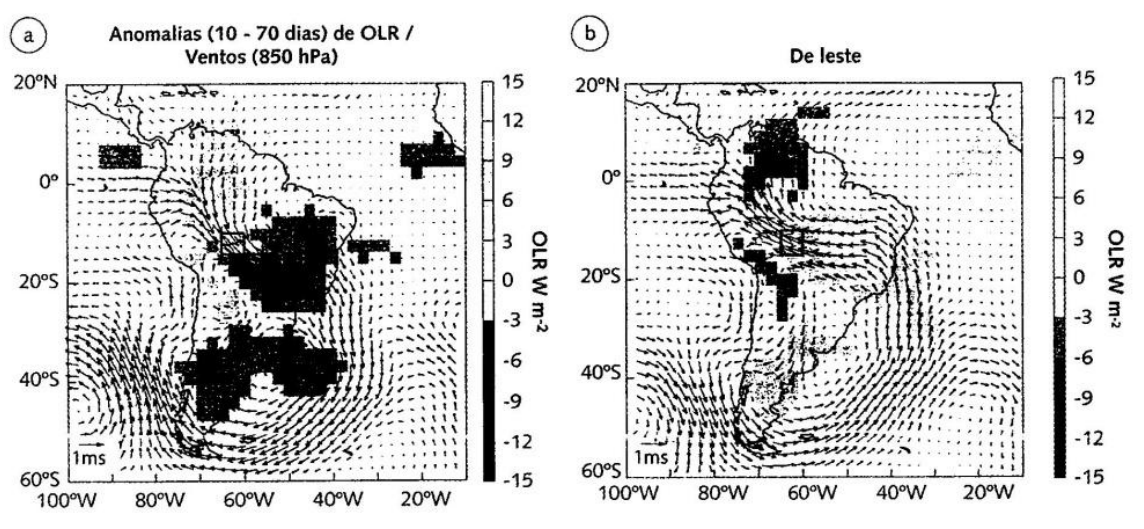 a
Anomalias (10 - 70 dias) de OLR /
Ventos (850 hPa)
20ºN
0º
20ºS
40ºS
60ºS
100ºW
80ºW
60ºW
40ºW
20ºW
1ms
15
12
9
6
3
0
-3
-6
-9
-12
-15
OLR W m-2
b
De leste
20ºN
0º
20ºS
40ºS
60ºS
100ºW
80ºW
60ºW
40ºW
20ºW
1ms
15
12
9
6
3
0
-3
-6
-9
-12
-15
OLR W m-2